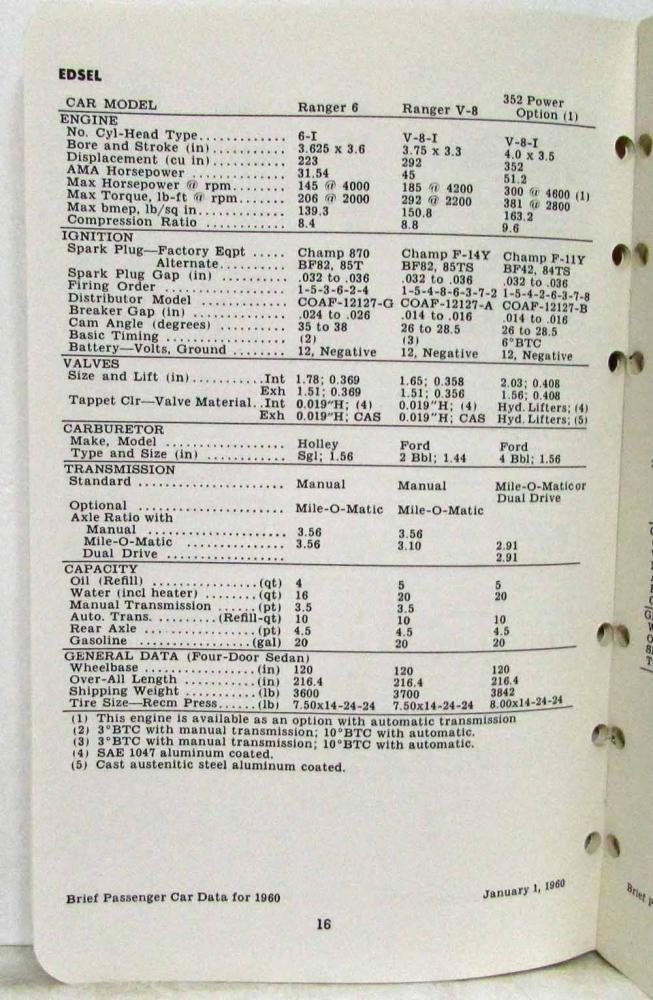 EDSEL
CAR MODEL Ranger 6 Ranger V-8 352 Power Option (1)
ENGINE
No. Cyl-Head Type............ 6-I V-8-I V-8-I
Bore and Stroke (in)........... 3.625 x 3.6 3.75 x 3.3 4.0 x 3.5
Displacement (cu in)........... 223 292 352
AMA Horsepower .............. 31.54 45 51.2
Max Horsepower @ rpm........ 145 @ 4000 185 @ 4200 300 @ 4600 (1)
Max Torque, lb-ft @ rpm....... 206 @ 2000 292 @ 2200 381 @ 2800
Max bmep, lb/sq in............. 139.3 150.8 163.2
Compression Ratio ............ 8.4 8.8 9.6
IGNITION
Spark Plug—Factory Eqpt ..... Champ 870 Champ F-14Y Champ F-11Y
Alternate.......... BF82, 85T BF82, 85TS BF42, 84TS
Spark Plug Gap (in) .......... .032 to .036 .032 to .036 .032 to .036
Firing Order .................. 1-5-3-6-2-4 1-5-4-8-6-3-7-2 1-5-4-2-6-3-7-8
Distributor Model ............. COAF-12127-G COAF-12127-A COAF-12127-B
Breaker Gap (in) .............. .024 to .026 .014 to .016 .014 to .016
Cam Angle (degrees) .......... 35 to 38 26 to 28.5 26 to 28.5
Basic Timing .................. (2) (3) 6°BTC
Battery—Volts, Ground ........ 12, Negative 12, Negative 12, Negative
VALVES
Size and Lift (in)...........Int 1.78; 0.369 1.65; 0.358 2.03; 0.408
Exh 1.51; 0.369 1.51; 0.356 1.56; 0.408
Tappet Clr—Valve Material..Int 0.019"H; (4) 0.019"H; (4) Hyd. Lifters; (4)
Exh 0.019"H; CAS 0.019"H; CAS Hyd. Lifters; (5)
CARBURETOR
Make, Model .................. Holley Ford Ford
Type and Size (in) ............ Sgl; 1.56 2 Bbl; 1.44 4 Bbl; 1.56
TRANSMISSION
Standard ...................... Manual Manual Mile-O-Matic or
Dual Drive
Optional ...................... Mile-O-Matic Mile-O-Matic
Axle Ratio with
Manual ..................... 3.56 3.56
Mile-O-Matic ............... 3.56 3.10 2.91
Dual Drive .................. 2.91
CAPACITY
Oil (Refill) ................(qt) 4 5 5
Water (incl heater) ........(qt) 16 20 20
Manual Transmission ......(pt) 3.5 3.5
Auto. Trans. .........(Refill-qt) 10 10 10
Rear Axle .................(pt) 4.5 4.5 4.5
Gasoline .................(gal) 20 20 20
GENERAL DATA (Four-Door Sedan)
Wheelbase .................(in) 120 120 120
Over-All Length ............(in) 216.4 216.4 216.4
Shipping Weight ............(lb) 3600 3700 3842
Tire Size—Recm Press......(lb) 7.50x14-24-24 7.50x14-24-24 8.00x14-24-24
(1) This engine is available as an option with automatic transmission
(2) 3°BTC with manual transmission; 10°BTC with automatic.
(3) 3°BTC with manual transmission; 10°BTC with automatic.
(4) SAE 1047 aluminum coated.
(5) Cast austenitic steel aluminum coated.
Brief Passenger Car Data for 1960 January 1, 1960
16
Brief